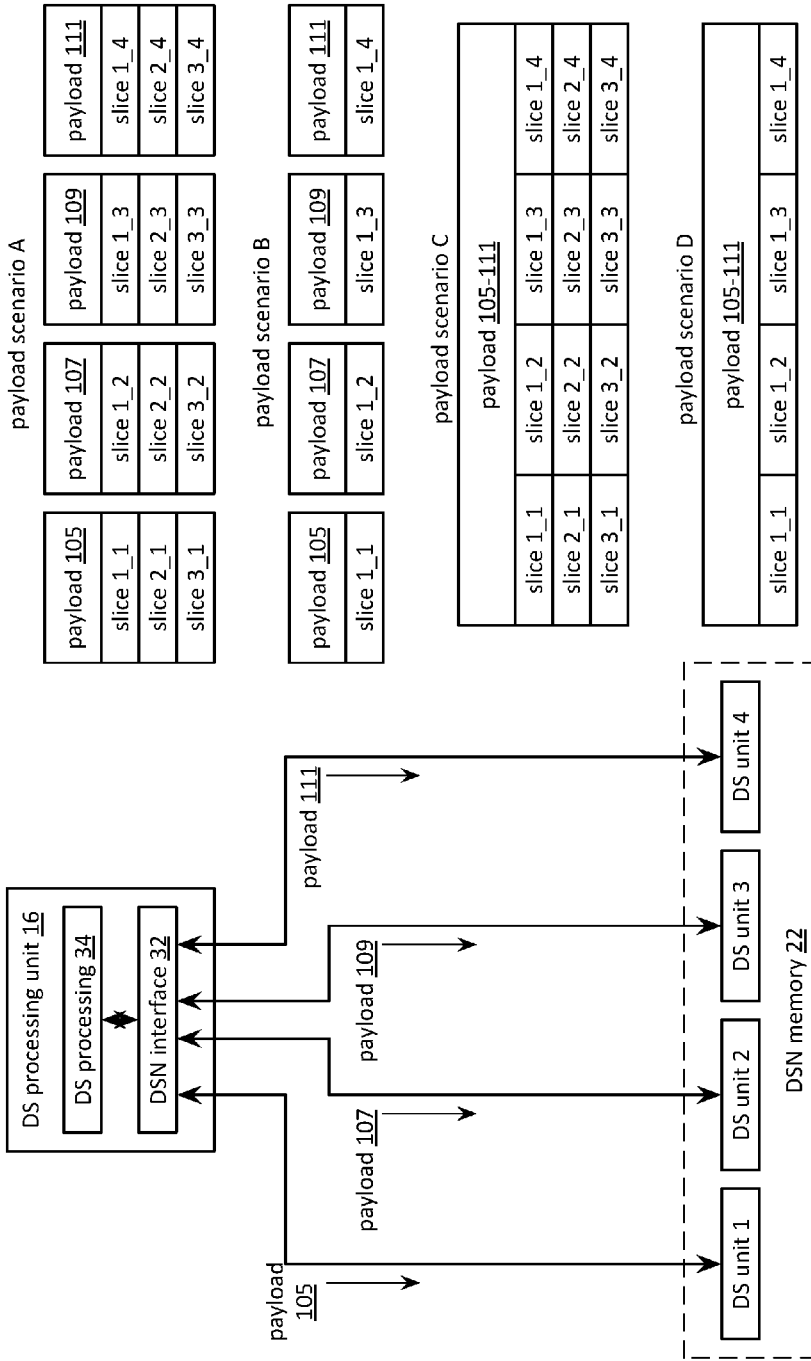 DS processing unit 16
DS processing 34
DSN interface 32
payload
105
payload 107
payload 109
payload 111
DS unit 1
DS unit 2
DS unit 3
DS unit 4
DSN memory 22
payload scenario A
payload 105
slice 1_1
slice 2_1
slice 3_1
payload 107
slice 1_2
slice 2_2
slice 3_2
payload 109
slice 1_3
slice 2_3
slice 3_3
payload 111
slice 1_4
slice 2_4
slice 3_4
payload scenario B
payload 105
slice 1_1
payload 107
slice 1_2
payload 109
slice 1_3
payload 111
slice 1_4
payload scenario C
payload 105-111
slice 1_1 slice 1_2 slice 1_3 slice 1_4
slice 2_1 slice 2_2 slice 2_3 slice 2_4
slice 3_1 slice 3_2 slice 3_3 slice 3_4
payload scenario D
payload 105-111
slice 1_1 slice 1_2 slice 1_3 slice 1_4